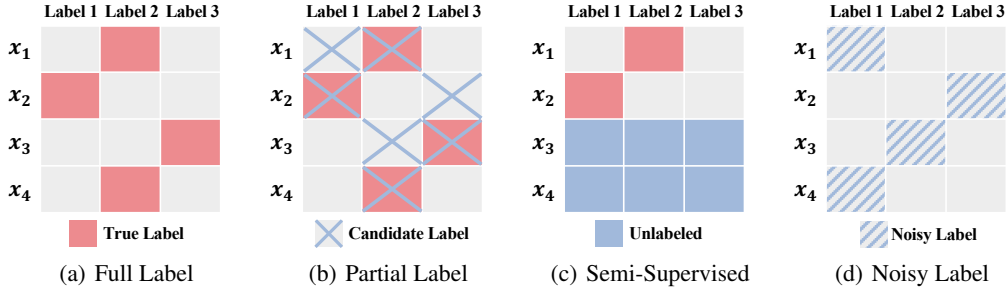 Label 1 Label 2 Label 3
x₁
x₂
x₃
x₄
True Label
(a) Full Label
Label 1 Label 2 Label 3
x₁
x₂
x₃
x₄
Candidate Label
(b) Partial Label
Label 1 Label 2 Label 3
x₁
x₂
x₃
x₄
Unlabeled
(c) Semi-Supervised
Label 1 Label 2 Label 3
x₁
x₂
x₃
x₄
Noisy Label
(d) Noisy Label